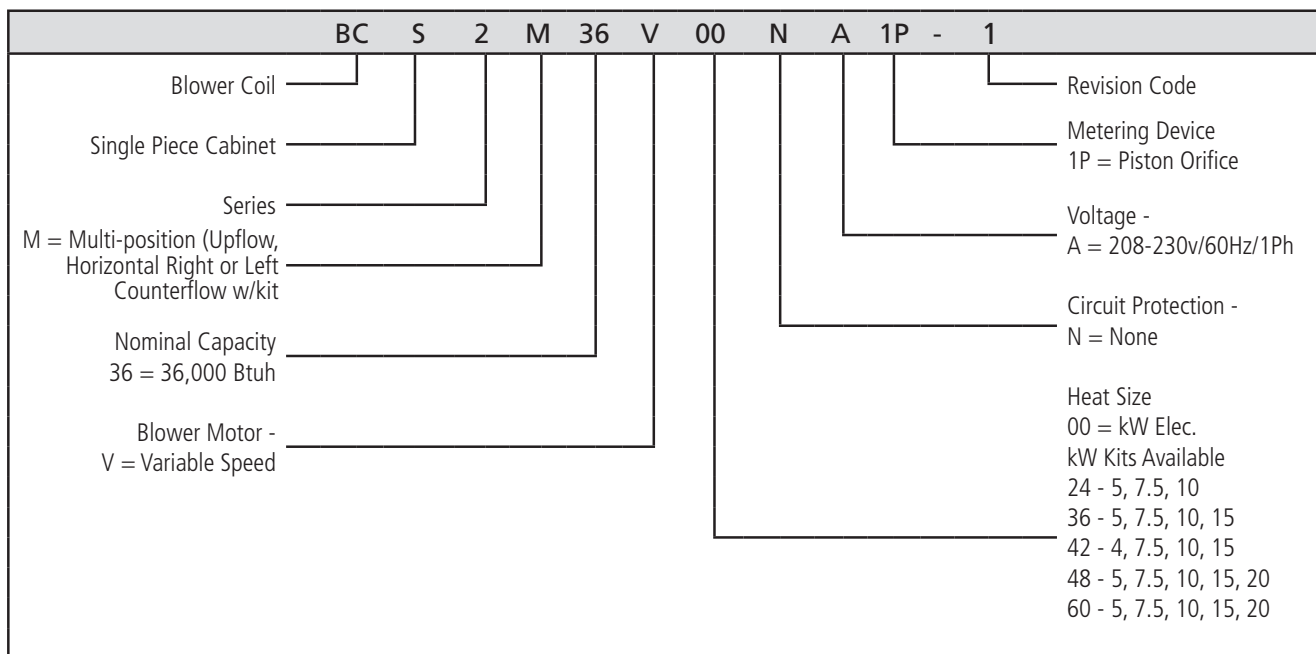 BC S 2 M 36 V 00 N A 1P - 1
Blower Coil
Single Piece Cabinet
Series
M = Multi-position (Upflow,
Horizontal Right or Left
Counterflow w/kit
Nominal Capacity
36 = 36,000 Btuh
Blower Motor -
V = Variable Speed
Revision Code
Metering Device
1P = Piston Orifice
Voltage -
A = 208-230v/60Hz/1Ph
Circuit Protection -
N = None
Heat Size
00 = kW Elec.
kW Kits Available
24 - 5, 7.5, 10
36 - 5, 7.5, 10, 15
42 - 4, 7.5, 10, 15
48 - 5, 7.5, 10, 15, 20
60 - 5, 7.5, 10, 15, 20